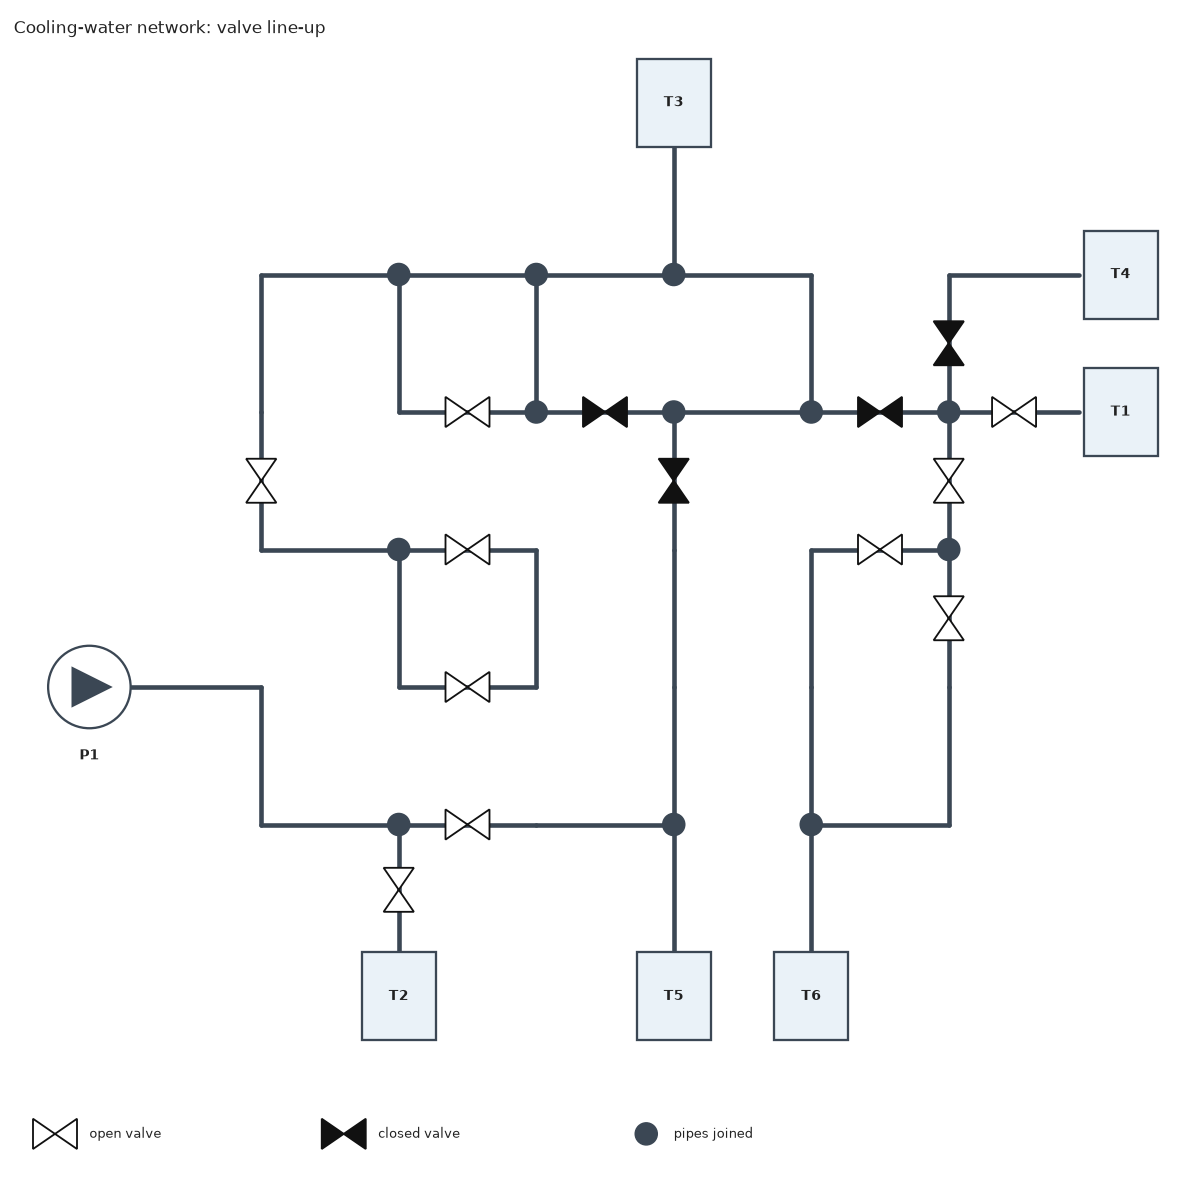 Cooling-water network: valve line-up
T3
T4
T1
P1
T2
T5
T6
open valve
closed valve
pipes joined